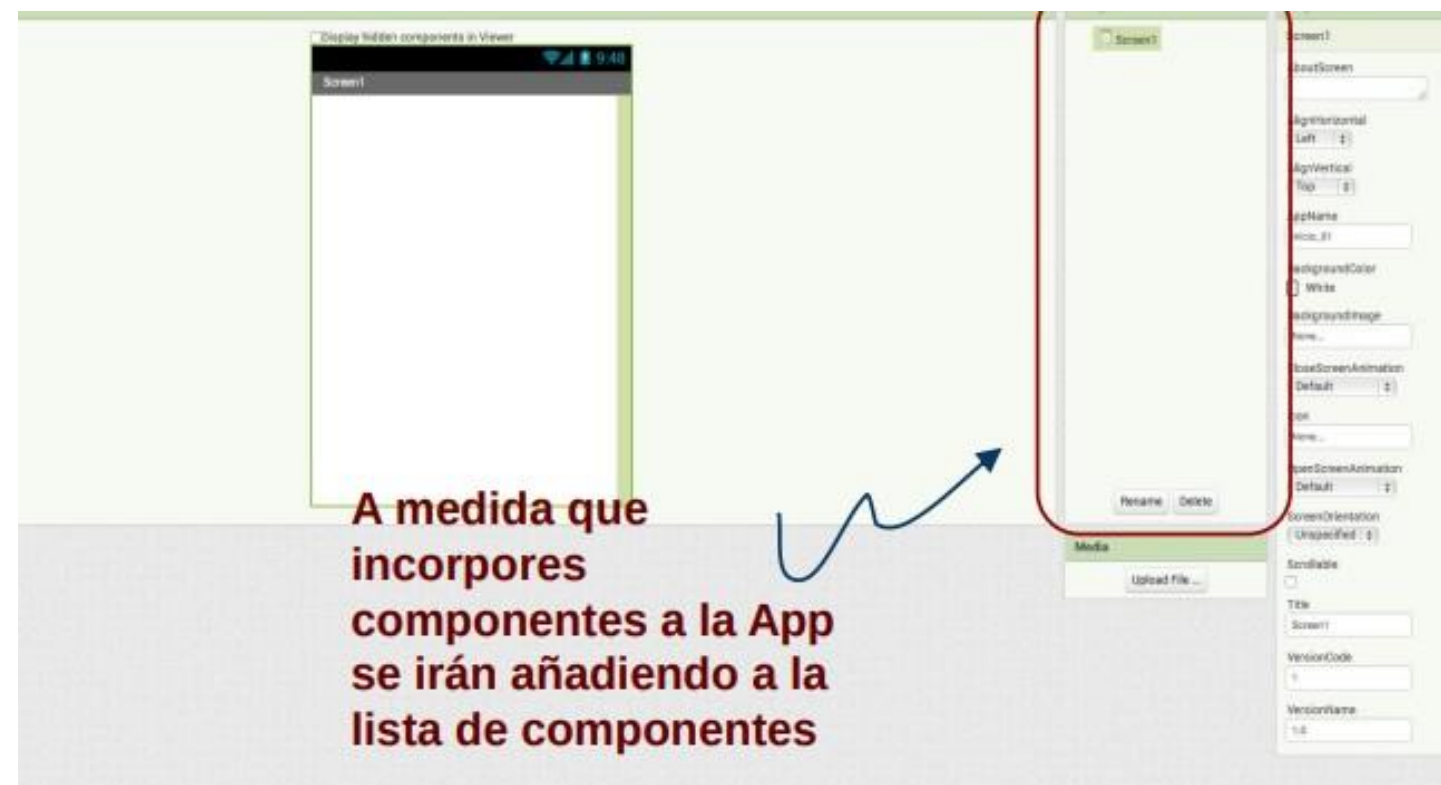 Display hidden components in Viewer
9:48
Screen1
A medida que
incorpores
componentes a la App
se irán añadiendo a la
lista de componentes
Screen1
Rename Delete
Media
Upload File ...
Screen1
AboutScreen
AlignHorizontal
Left
AlignVertical
Top
AppName
BackgroundColor
White
BackgroundImage
None...
CloseScreenAnimation
Default
Icon
None...
OpenScreenAnimation
Default
ScreenOrientation
Unspecified
Scrollable
Title
Screen1
VersionCode
1
VersionName
1.0